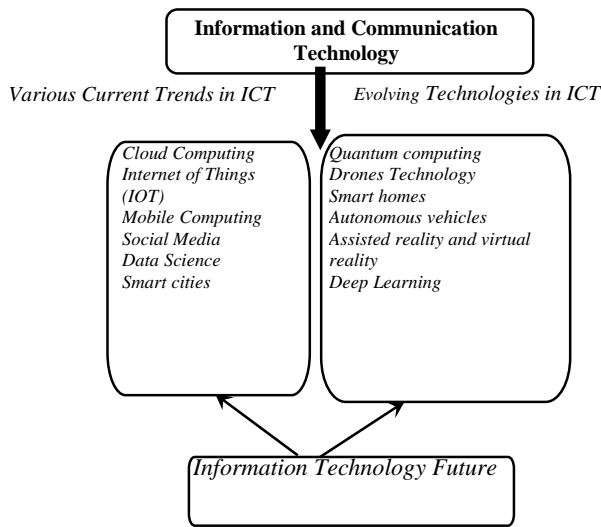 Information and Communication
Technology
Various Current Trends in ICT
Evolving Technologies in ICT
Cloud Computing
Internet of Things
(IOT)
Mobile Computing
Social Media
Data Science
Smart cities
Quantum computing
Drones Technology
Smart homes
Autonomous vehicles
Assisted reality and virtual
reality
Deep Learning
Information Technology Future